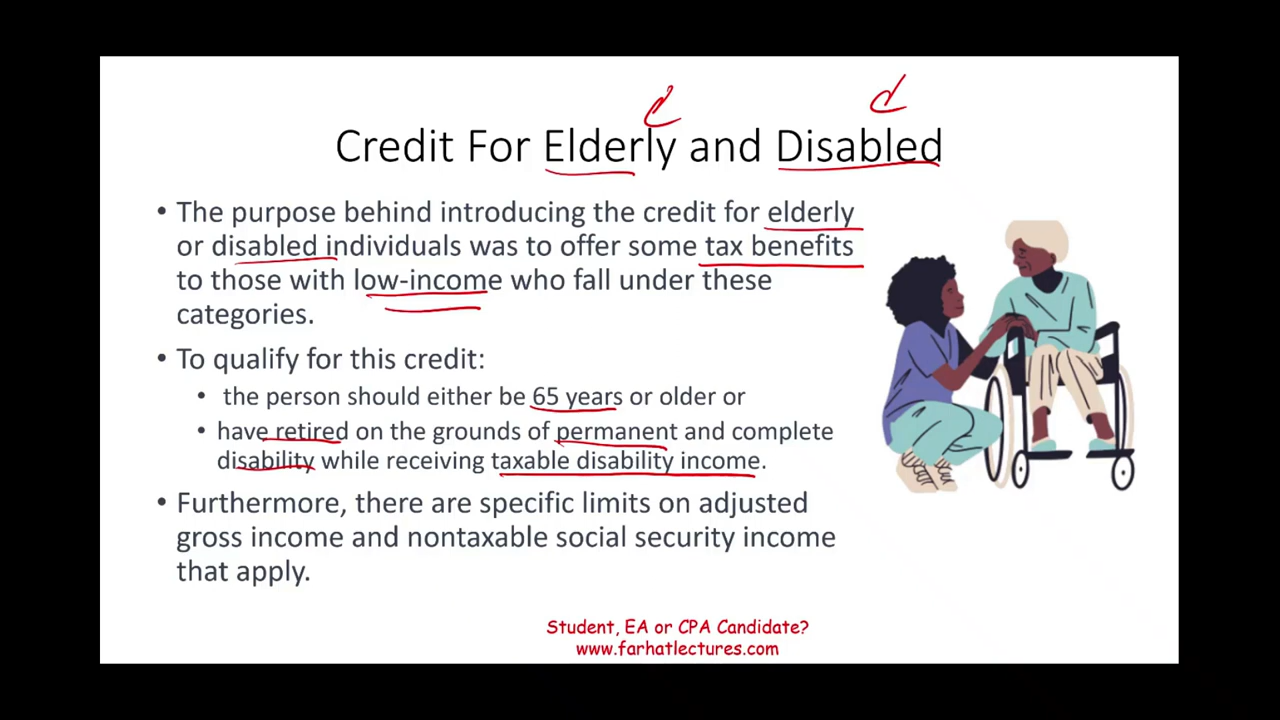 Credit For Elderly and Disabled
• The purpose behind introducing the credit for elderly
or disabled individuals was to offer some tax benefits
to those with low-income who fall under these
categories.
• To qualify for this credit:
• the person should either be 65 years or older or
• have retired on the grounds of permanent and complete
disability while receiving taxable disability income.
• Furthermore, there are specific limits on adjusted
gross income and nontaxable social security income
that apply.
Student, EA or CPA Candidate?
www.farhatlectures.com